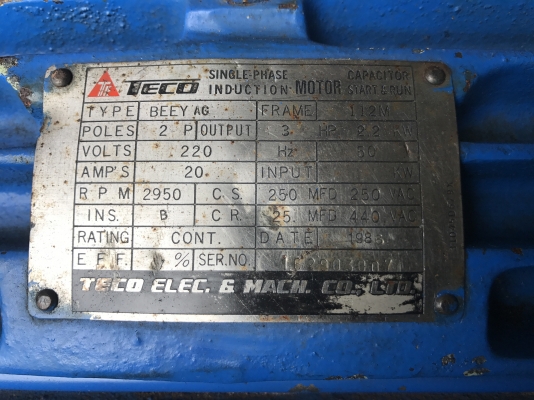 TECO SINGLE-PHASE INDUCTION MOTOR CAPACITOR START & RUN
TYPE BEEY AG FRAME 112M
POLES 2 P OUTPUT 3 HP 2.2 KW
VOLTS 220 Hz 50
AMP'S 20 INPUT KW
R P M 2950 C.S. 250 MFD 250 VAC
INS. B C.R. 25 MFD 440 VAC
RATING CONT. DATE 198
E F F. % SER.NO.
TECO ELEC. & MACH. CO., LTD.